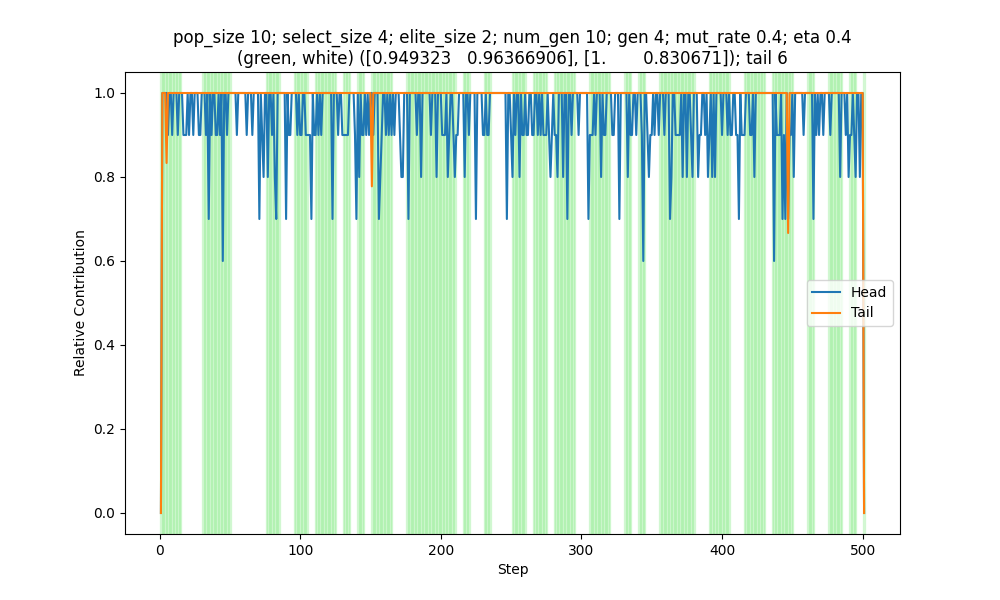 pop_size 10; select_size 4; elite_size 2; num_gen 10; gen 4; mut_rate 0.4; eta 0.4
(green, white) ([0.949323   0.96366906], [1.        0.830671]); tail 6
1.0
0.8
0.6
0.4
0.2
0.0
Relative Contribution
Head
Tail
0
100
200
300
400
500
Step